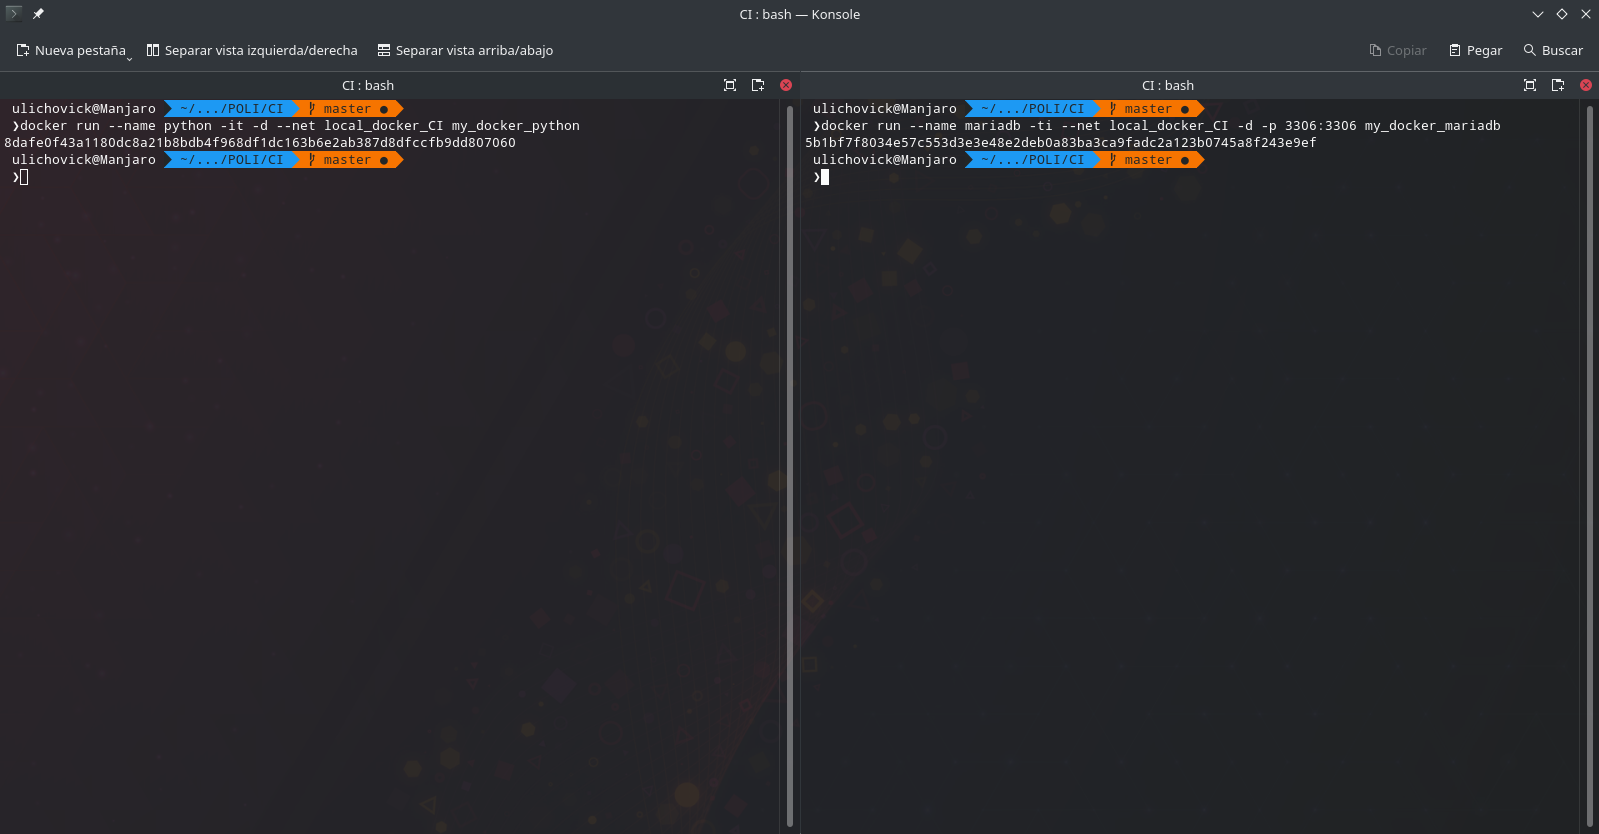 CI : bash — Konsole
Nueva pestaña Separar vista izquierda/derecha Separar vista arriba/abajo Copiar Pegar Buscar
CI : bash
ulichovick@Manjaro ~/.../POLI/CI master ●
❯docker run --name python -it -d --net local_docker_CI my_docker_python
8dafe0f43a1180dc8a21b8bdb4f968df1dc163b6e2ab387d8dfccfb9dd807060
ulichovick@Manjaro ~/.../POLI/CI master ●
❯
CI : bash
ulichovick@Manjaro ~/.../POLI/CI master ●
❯docker run --name mariadb -ti --net local_docker_CI -d -p 3306:3306 my_docker_mariadb
5b1bf7f8034e57c553d3e3e48e2deb0a83ba3ca9fadc2a123b0745a8f243e9ef
ulichovick@Manjaro ~/.../POLI/CI master ●
❯